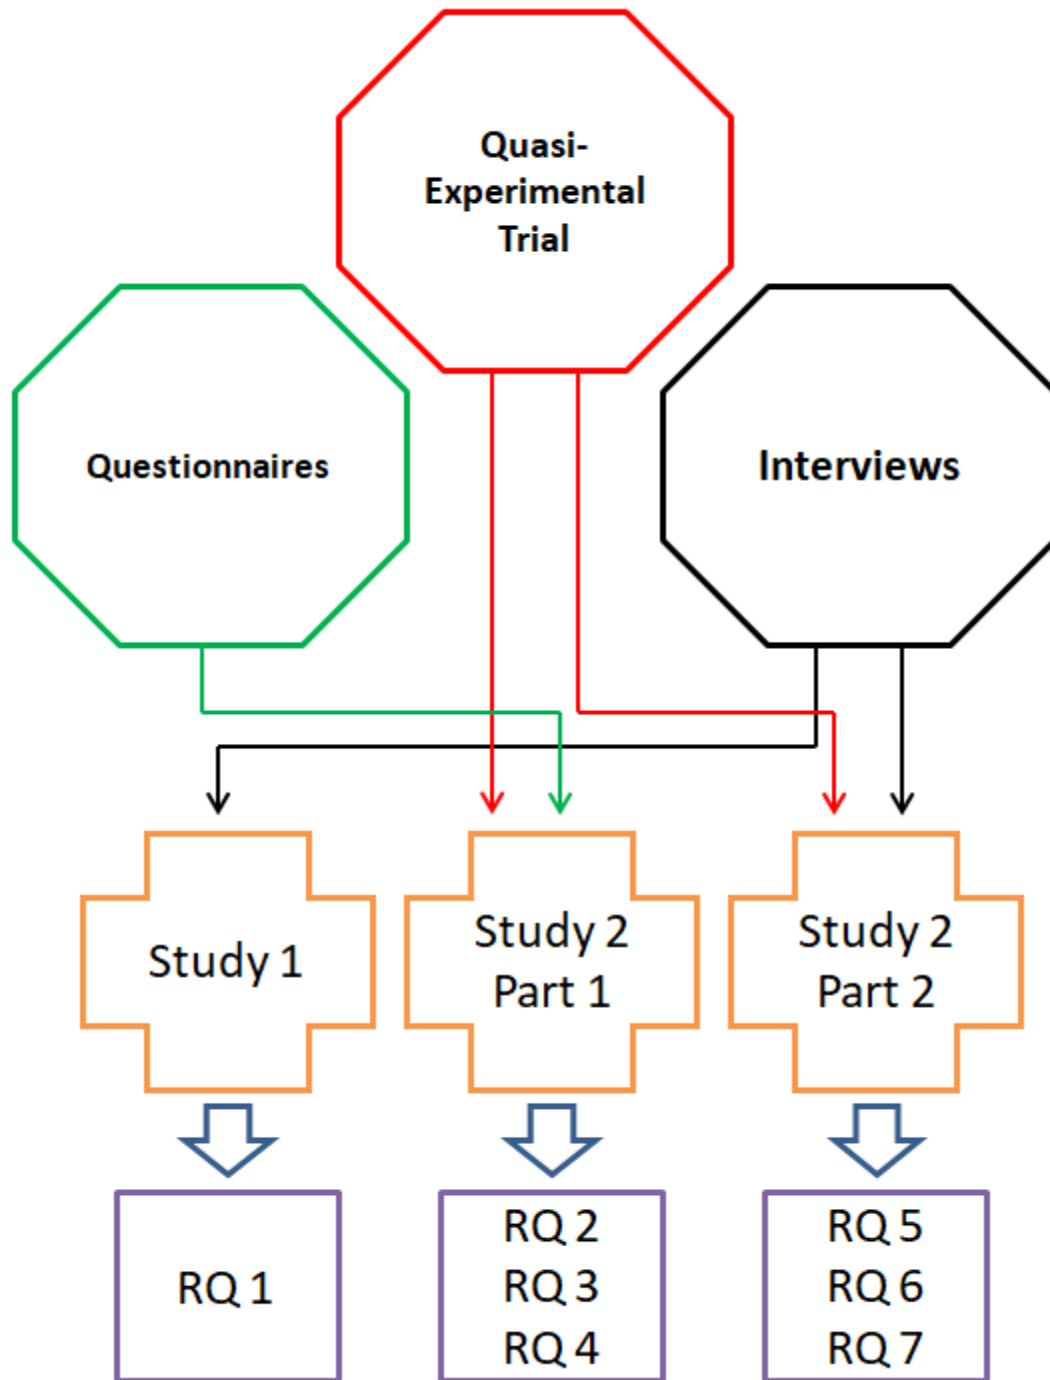 Quasi-
Experimental
Trial
Questionnaires
Interviews
Study 1
Study 2
Part 1
Study 2
Part 2
RQ 1
RQ 2
RQ 3
RQ 4
RQ 5
RQ 6
RQ 7